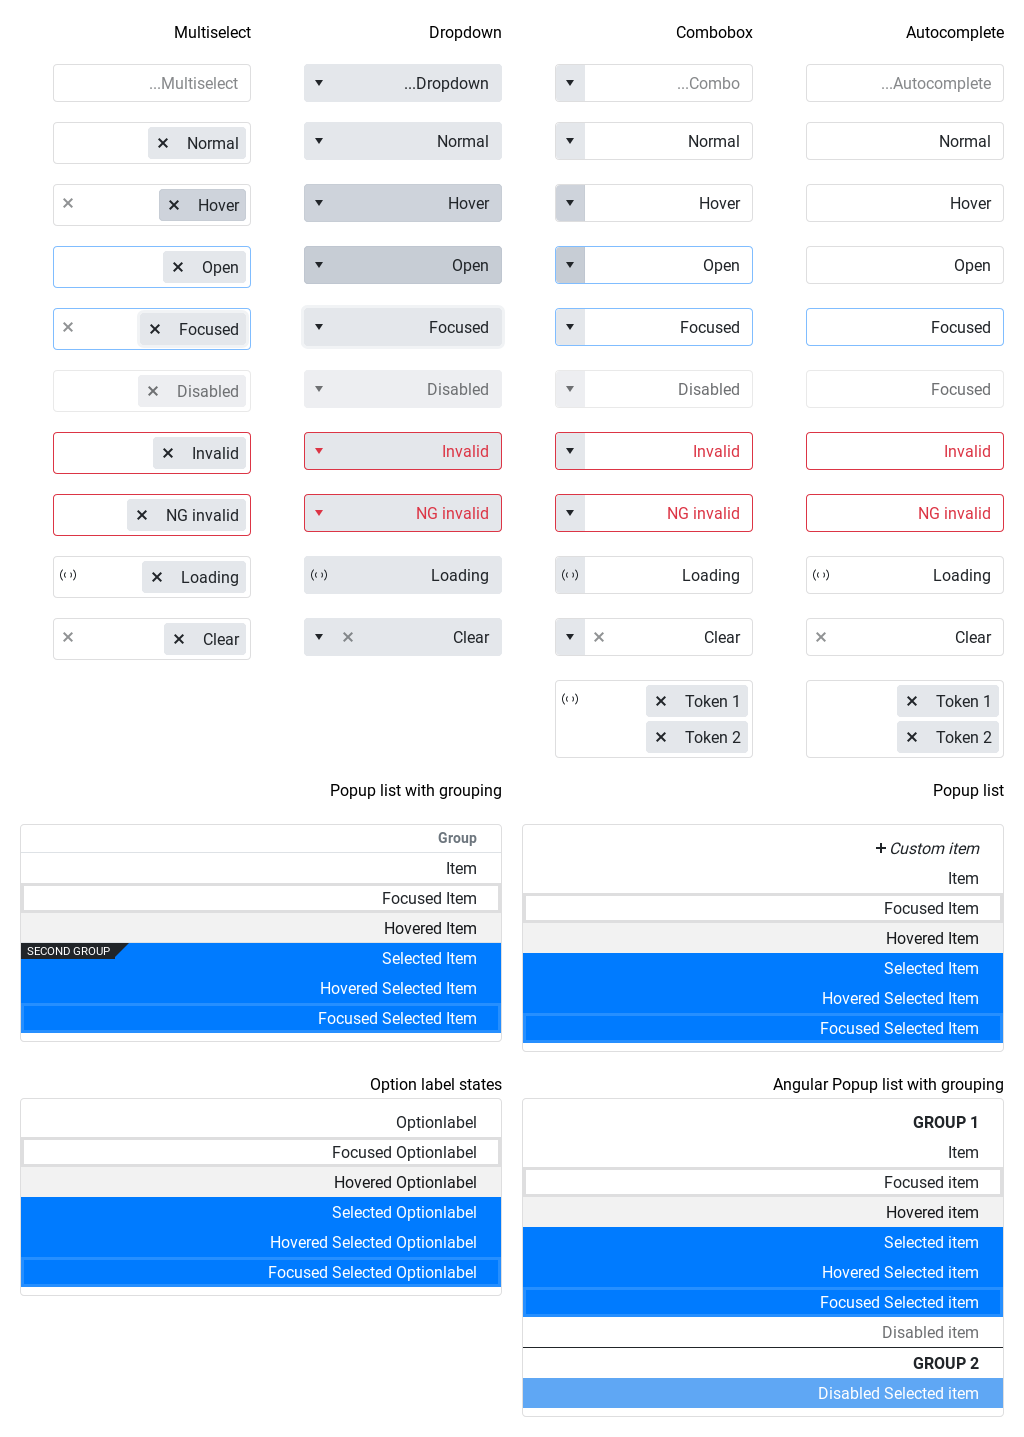 Multiselect
Dropdown
Combobox
Autocomplete
...Multiselect
...Dropdown
...Combo
...Autocomplete
Normal
Normal
Normal
Normal
Hover
Hover
Hover
Hover
Open
Open
Open
Open
Focused
Focused
Focused
Focused
Disabled
Disabled
Disabled
Focused
Invalid
Invalid
Invalid
Invalid
NG invalid
NG invalid
NG invalid
NG invalid
Loading
Loading
Loading
Loading
Clear
Clear
Clear
Clear
Token 1
Token 2
Token 1
Token 2
Popup list with grouping
Group
Item
Focused Item
Hovered Item
SECOND GROUP
Selected Item
Hovered Selected Item
Focused Selected Item
Popup list
+ Custom item
Item
Focused Item
Hovered Item
Selected Item
Hovered Selected Item
Focused Selected Item
Option label states
Optionlabel
Focused Optionlabel
Hovered Optionlabel
Selected Optionlabel
Hovered Selected Optionlabel
Focused Selected Optionlabel
Angular Popup list with grouping
GROUP 1
Item
Focused item
Hovered item
Selected item
Hovered Selected item
Focused Selected item
Disabled item
GROUP 2
Disabled Selected item